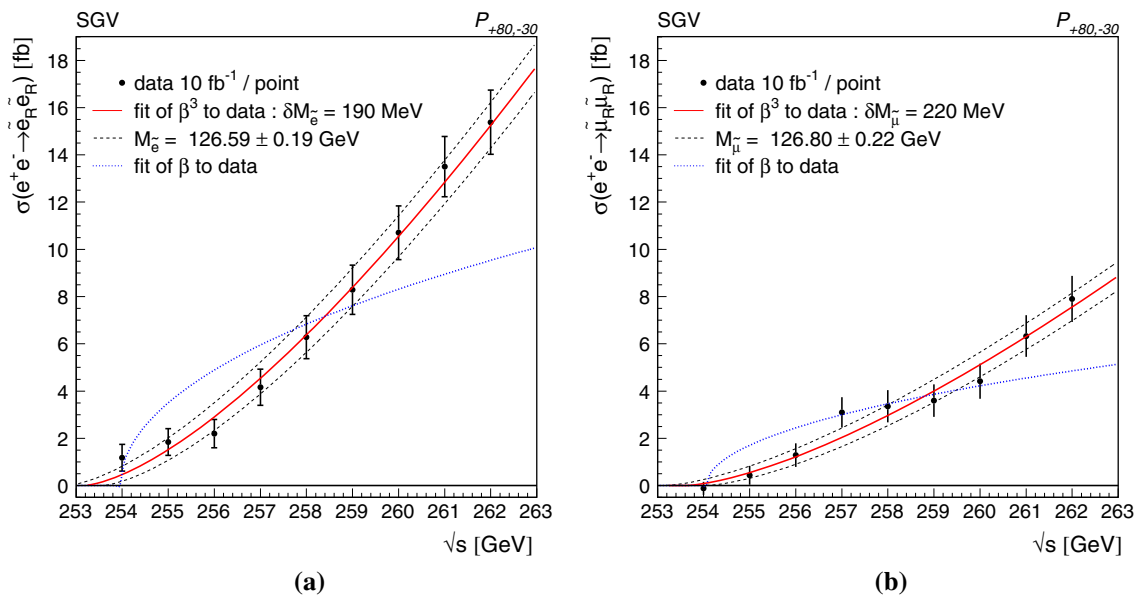 SGV
P+80,-30
σ(e+e-→ẽRẽR) [fb]
data 10 fb-1 / point
fit of β3 to data : δMẽ = 190 MeV
Mẽ = 126.59 ± 0.19 GeV
fit of β to data
18
16
14
12
10
8
6
4
2
0
253 254 255 256 257 258 259 260 261 262 263
√s [GeV]
(a)
SGV
P+80,-30
σ(e+e-→μ̃Rμ̃R) [fb]
data 10 fb-1 / point
fit of β3 to data : δMμ̃ = 220 MeV
Mμ̃ = 126.80 ± 0.22 GeV
fit of β to data
18
16
14
12
10
8
6
4
2
0
253 254 255 256 257 258 259 260 261 262 263
√s [GeV]
(b)